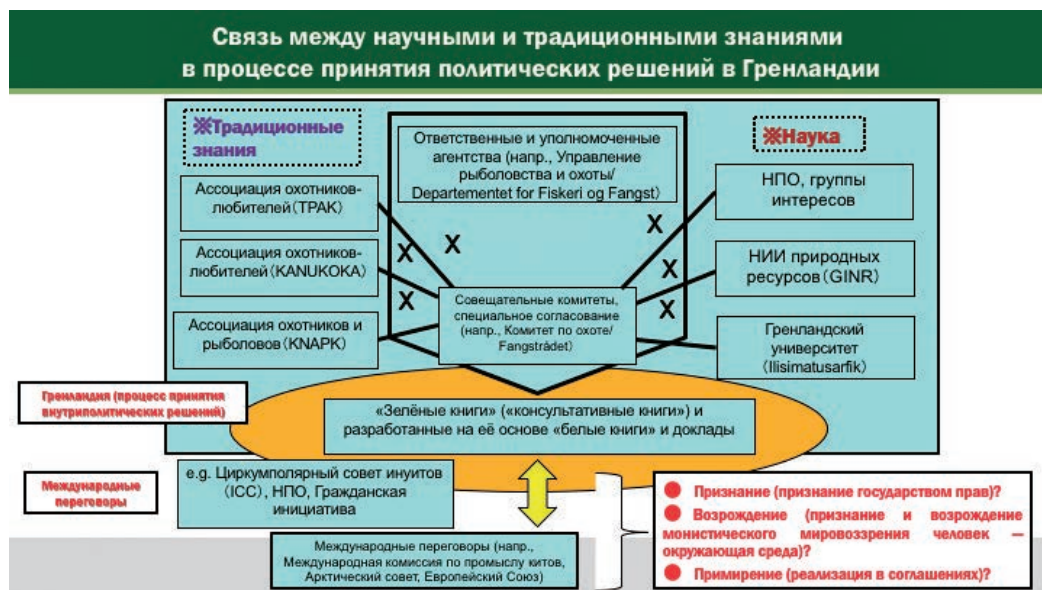 Связь между научными и традиционными знаниями
в процессе принятия политических решений в Гренландии
※Традиционные
знания
Ответственные и уполномоченные
агентства (напр., Управление
рыболовства и охоты/
Departementet for Fiskeri og Fangst)
※Наука
Ассоциация охотников-
любителей(TPAK)
НПО, группы
интересов
X
X
X
Ассоциация охотников-
любителей(KANUKOKA)
X
НИИ природных
ресурсов(GINR)
X
X
Совещательные комитеты,
специальное согласование
(напр., Комитет по охоте/
Fangstrådet)
Ассоциация охотников и
рыболовов (KNAPK)
Гренландский
университет
(Ilisimatusarfik)
Гренландия (процесс принятия
внутриполитических решений)
«Зелёные книги» («консультативные книги») и
разработанные на её основе «белые книги» и доклады
Международные
переговоры
e.g. Циркумполярный совет инуитов
(ICC), НПО, Гражданская
инициатива
Международные переговоры (напр.,
Международная комиссия по промыслу китов,
Арктический совет, Европейский Союз)
● Признание (признание государством прав)?
● Возрождение (признание и возрождение
монистического мировоззрения человек —
окружающая среда)?
● Примирение (реализация в соглашениях)?